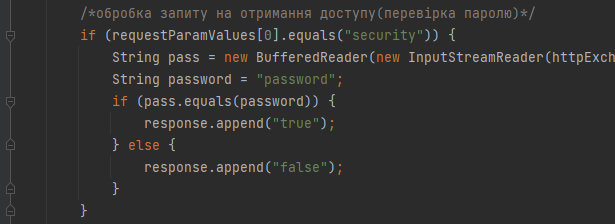 /*обробка запиту на отримання доступу(перевірка паролю)*/
if (requestParamValues[0].equals("security")) {
String pass = new BufferedReader(new InputStreamReader(httpExch
String password = "password";
if (pass.equals(password)) {
response.append("true");
} else {
response.append("false");
}
}